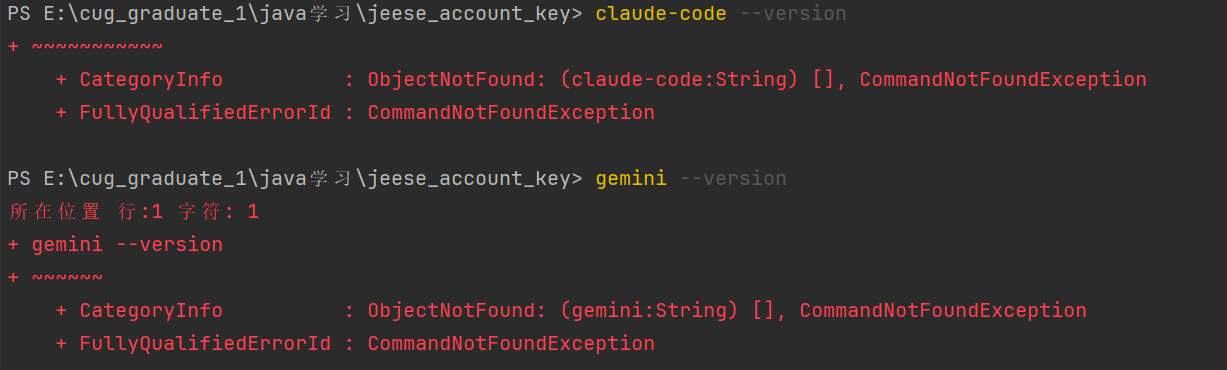 PS E:\cug_graduate_1\java学习\jeese_account_key> claude-code --version
+ ~~~~~~~~~~~
    + CategoryInfo          : ObjectNotFound: (claude-code:String) [], CommandNotFoundException
    + FullyQualifiedErrorId : CommandNotFoundException
PS E:\cug_graduate_1\java学习\jeese_account_key> gemini --version
所在位置 行:1 字符: 1
+ gemini --version
+ ~~~~~~
    + CategoryInfo          : ObjectNotFound: (gemini:String) [], CommandNotFoundException
    + FullyQualifiedErrorId : CommandNotFoundException